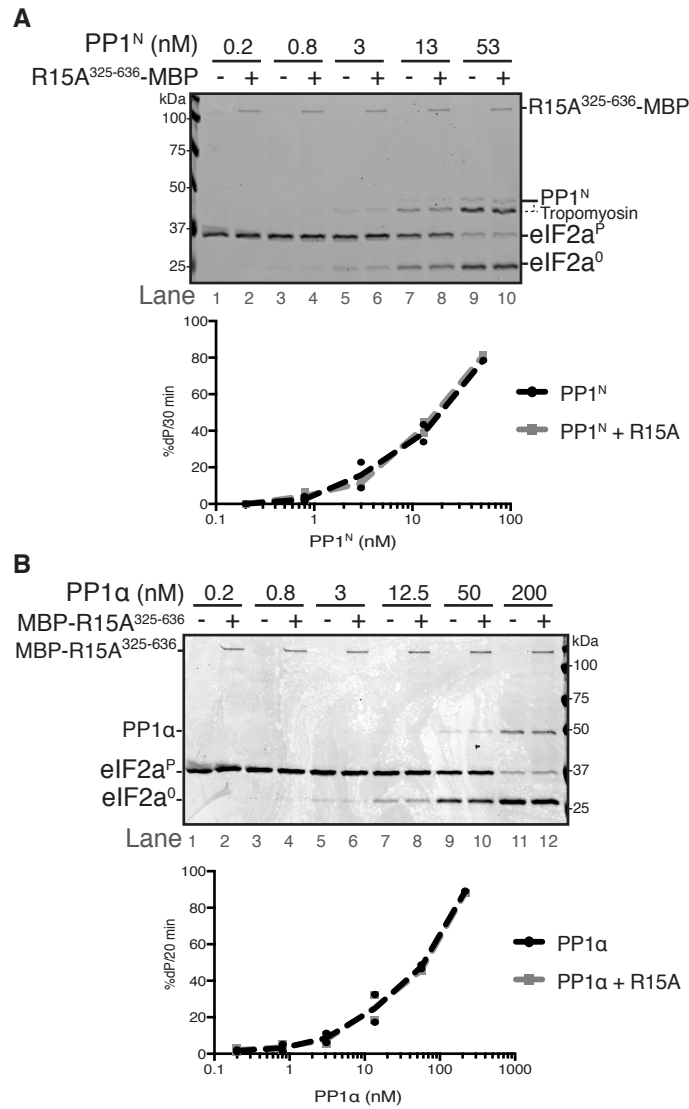 A
PP1ᴺ (nM) 0.2 0.8 3 13 53
R15A³²⁵⁻⁶³⁶-MBP - + - + - + - + - +
kDa
100-
75-
50-
37-
25-
R15A³²⁵⁻⁶³⁶-MBP
PP1ᴺ
Tropomyosin
eIF2aᴾ
eIF2a⁰
Lane 1 2 3 4 5 6 7 8 9 10
100
80
60
40
20
0
%dP/30 min
0.1 1 10 100
PP1ᴺ (nM)
PP1ᴺ
PP1ᴺ + R15A
B
PP1α (nM) 0.2 0.8 3 12.5 50 200
MBP-R15A³²⁵⁻⁶³⁶ - + - + - + - + - + - +
MBP-R15A³²⁵⁻⁶³⁶
PP1α-
eIF2aᴾ-
eIF2a⁰-
kDa
-100
-75
-50
-37
-25
Lane 1 2 3 4 5 6 7 8 9 10 11 12
100
80
60
40
20
0
%dP/20 min
0.1 1 10 100 1000
PP1α (nM)
PP1α
PP1α + R15A